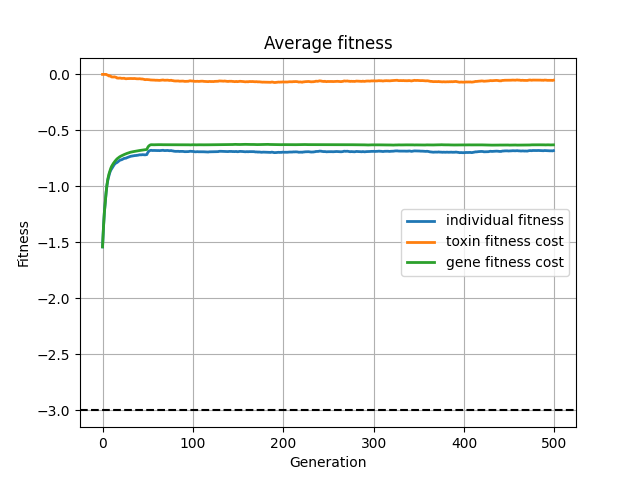 Average fitness
0.0
−0.5
−1.0
−1.5
−2.0
−2.5
−3.0
Fitness
individual fitness
toxin fitness cost
gene fitness cost
0 100 200 300 400 500
Generation